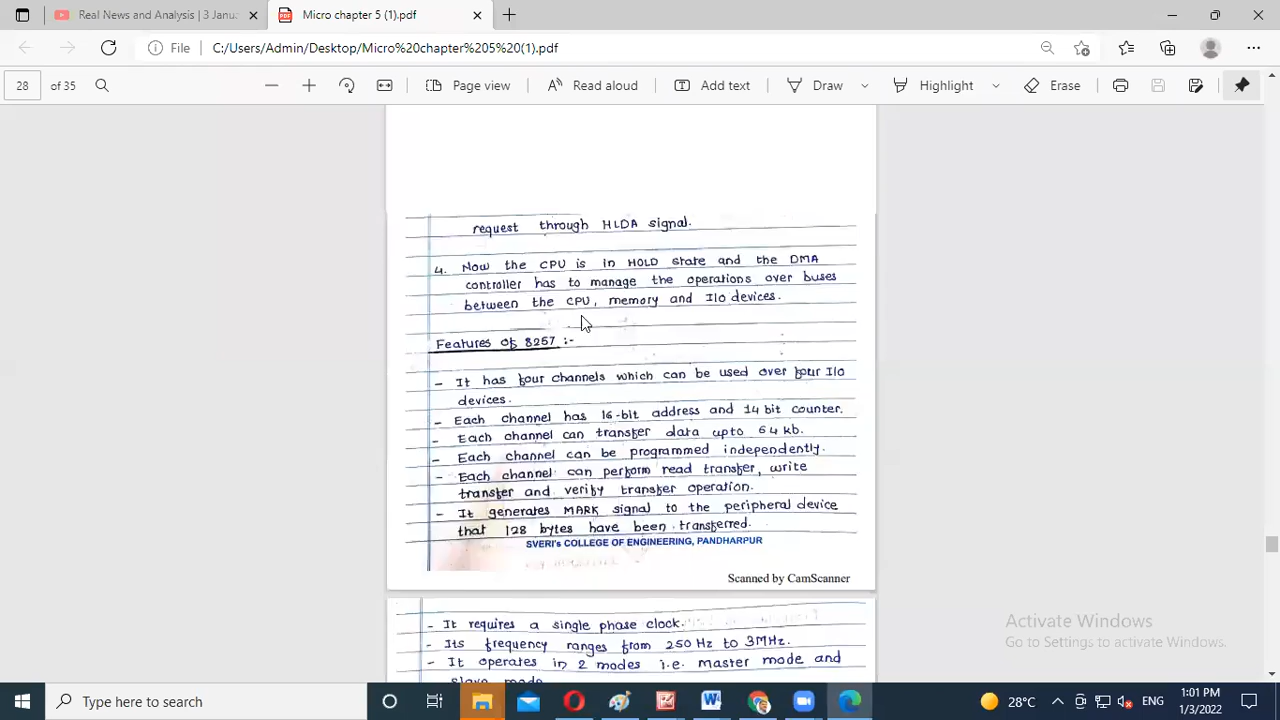 Real News and Analysis | 3 Janu
Micro chapter 5 (1).pdf
File
C:/Users/Admin/Desktop/Micro%20chapter%205%20(1).pdf
28 of 35
Page view
Read aloud
Add text
Draw
Highlight
Erase
request through HLDA signal.
4. Now the CPU is in HOLD state and the DMA
controller has to manage the operations over buses
between the CPU, memory and I/o devices.
Features of 8257 :-
- It has four channels which can be used over four I/o
devices.
- Each channel has 16-bit address and 14 bit counter.
- Each channel can transfer data upto 64 kb.
- Each channel can be programmed independently.
- Each channel can perform read transfer, write
transfer and verify transfer operation.
- It generates MARK signal to the peripheral device
that 128 bytes have been transferred.
SVERI's COLLEGE OF ENGINEERING, PANDHARPUR
Scanned by CamScanner
- It requires a single phase clock.
- Its frequency ranges from 250 Hz to 3MHz.
- It operates in 2 modes i.e. master mode and
slave mode
Activate Windows
Go to Settings to activate Windows.
Type here to search
28°C
ENG
1:01 PM
1/3/2022